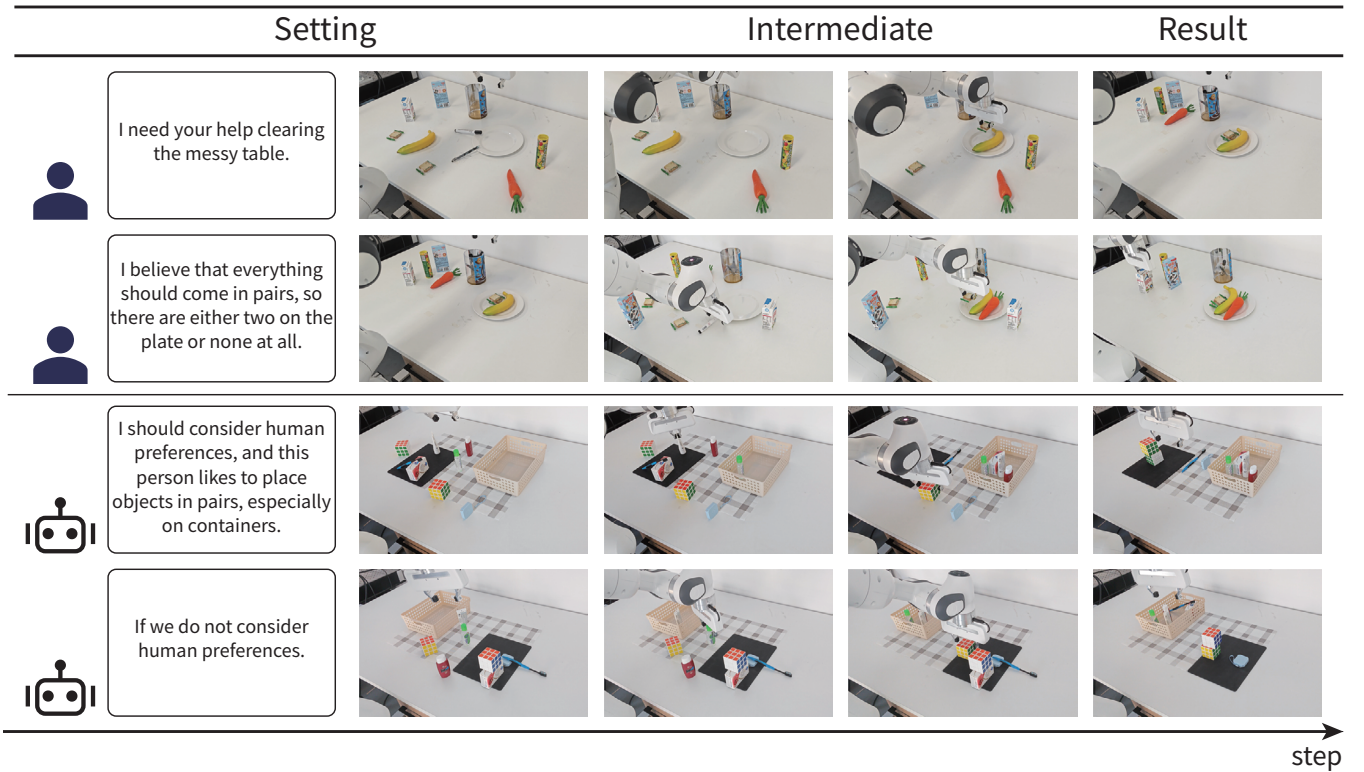 Setting
Intermediate
Result
I need your help clearing
the messy table.
I believe that everything
should come in pairs, so
there are either two on the
plate or none at all.
I should consider human
preferences, and this
person likes to place
objects in pairs, especially
on containers.
If we do not consider
human preferences.
step